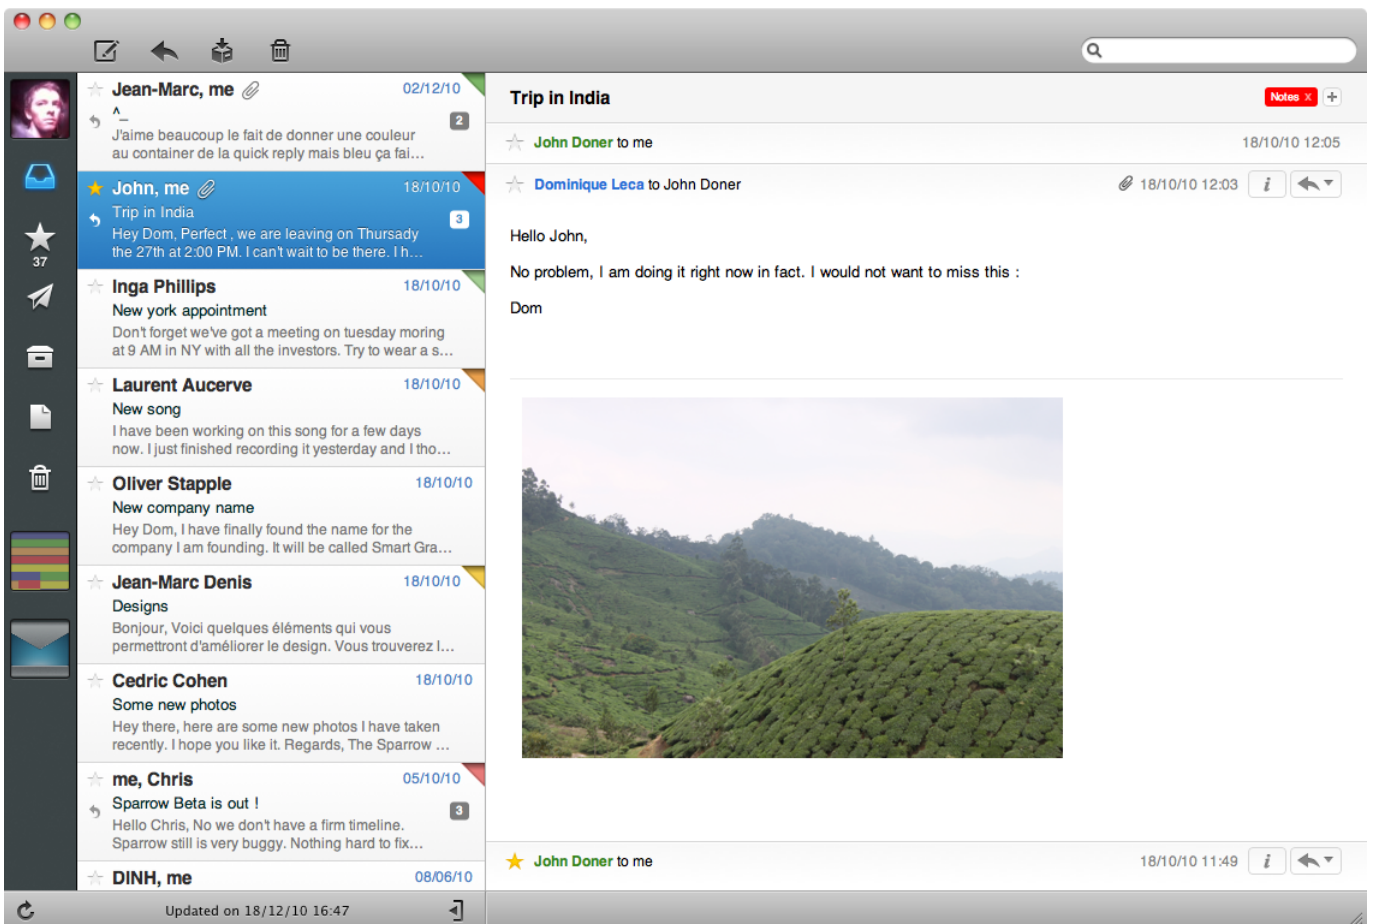 37
Jean-Marc, me 02/12/10
^_ 2
J'aime beaucoup le fait de donner une couleur
au container de la quick reply mais bleu ça fai...
John, me 18/10/10
Trip in India 3
Hey Dom, Perfect , we are leaving on Thursady
the 27th at 2:00 PM. I can't wait to be there. I h...
Inga Phillips 18/10/10
New york appointment
Don't forget we've got a meeting on tuesday moring
at 9 AM in NY with all the investors. Try to wear a s...
Laurent Aucerve 18/10/10
New song
I have been working on this song for a few days
now. I just finished recording it yesterday and I tho...
Oliver Stapple 18/10/10
New company name
Hey Dom, I have finally found the name for the
company I am founding. It will be called Smart Gra...
Jean-Marc Denis 18/10/10
Designs
Bonjour, Voici quelques éléments qui vous
permettront d'améliorer le design. Vous trouverez l...
Cedric Cohen 18/10/10
Some new photos
Hey there, here are some new photos I have taken
recently. I hope you like it. Regards, The Sparrow ...
me, Chris 05/10/10
Sparrow Beta is out ! 3
Hello Chris, No we don't have a firm timeline.
Sparrow still is very buggy. Nothing hard to fix...
DINH, me 08/06/10
Updated on 18/12/10 16:47
Trip in India Notes x +
John Doner to me 18/10/10 12:05
Dominique Leca to John Doner 18/10/10 12:03 i
Hello John,
No problem, I am doing it right now in fact. I would not want to miss this :
Dom
John Doner to me 18/10/10 11:49 i